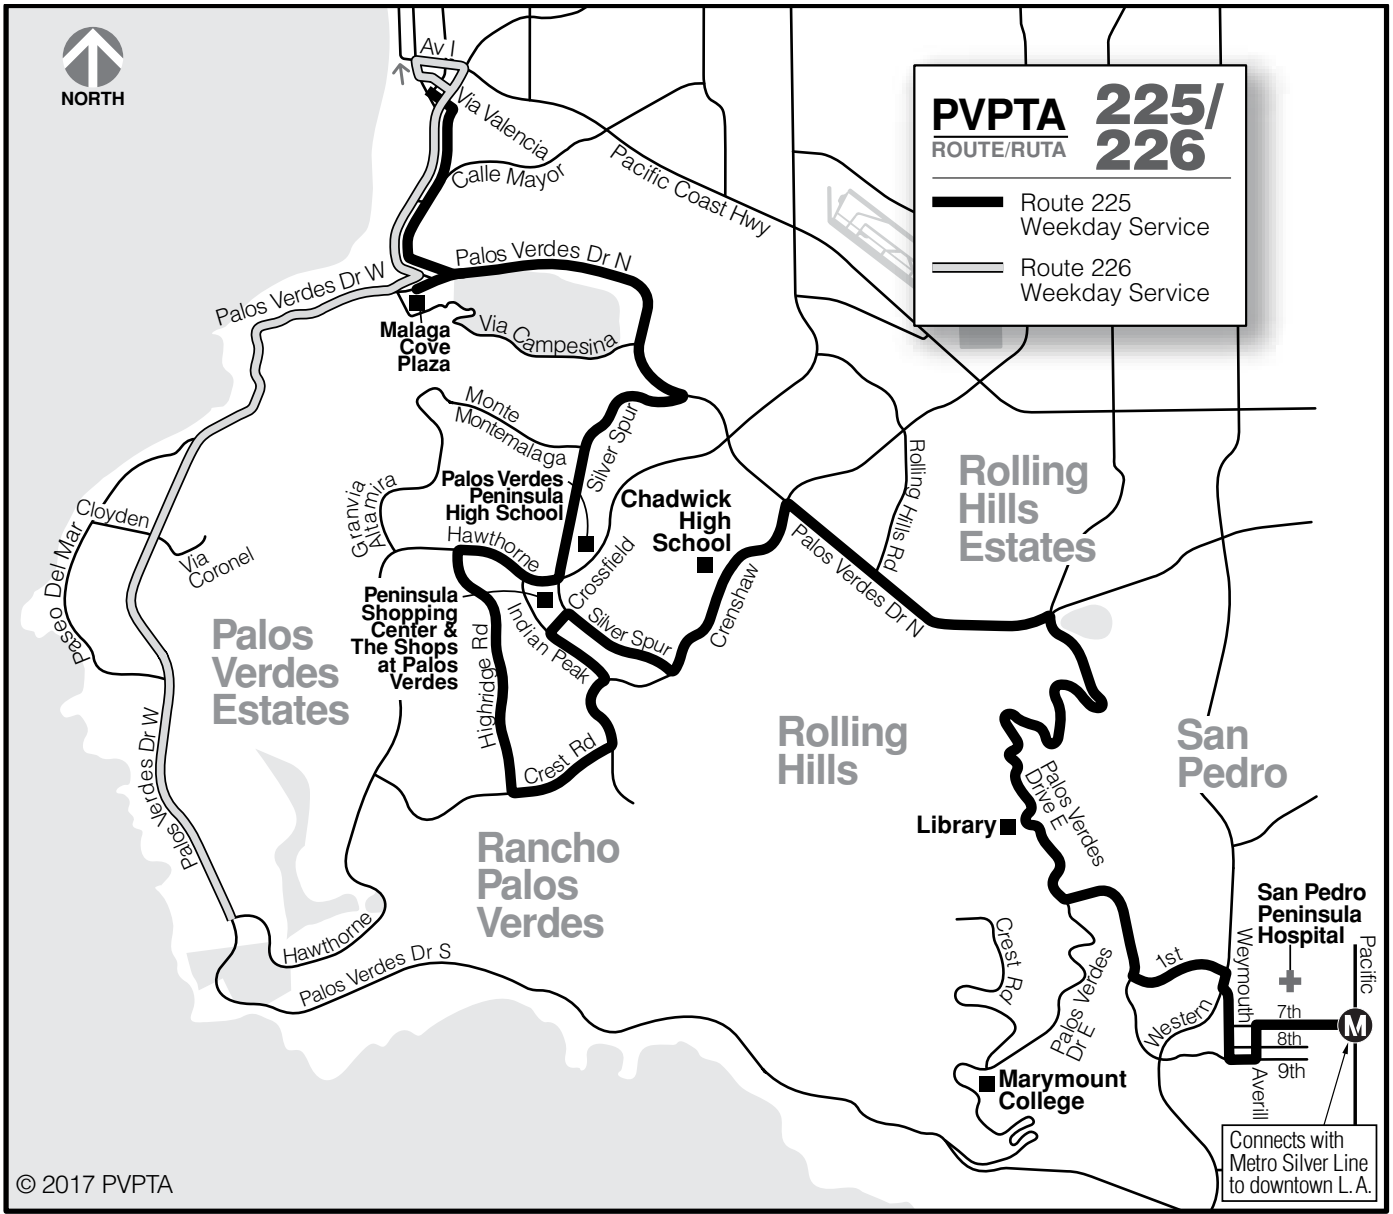 NORTH
Av I
Via Valencia
Calle Mayor
Pacific Coast Hwy
PVPTA
ROUTE/RUTA
225/
226
Route 225
Weekday Service
Route 226
Weekday Service
Palos Verdes Dr W
Palos Verdes Dr N
Malaga
Cove
Plaza
Via Campesina
Monte
Montemalaga
Silver Spur
Granvia
Altamira
Palos Verdes
Peninsula
High School
Chadwick
High
School
Rolling Hills Rd
Rolling
Hills
Estates
Cloyden
Paseo Del Mar
Via
Coronel
Hawthorne
Crossfield
Peninsula
Shopping
Center &
The Shops
at Palos
Verdes
Indian Peak
Silver Spur
Crenshaw
Palos Verdes Dr N
Palos
Verdes
Estates
Highridge Rd
Crest Rd
Rolling
Hills
San
Pedro
Palos Verdes Dr W
Palos Verdes
Drive E
Library
Rancho
Palos
Verdes
Hawthorne
Palos Verdes Dr S
San Pedro
Peninsula
Hospital
Crest Rd
Palos Verdes
Dr E
1st
Western
Weymouth
Pacific
7th
8th
9th
Averill
M
Marymount
College
Connects with
Metro Silver Line
to downtown L.A.
© 2017 PVPTA